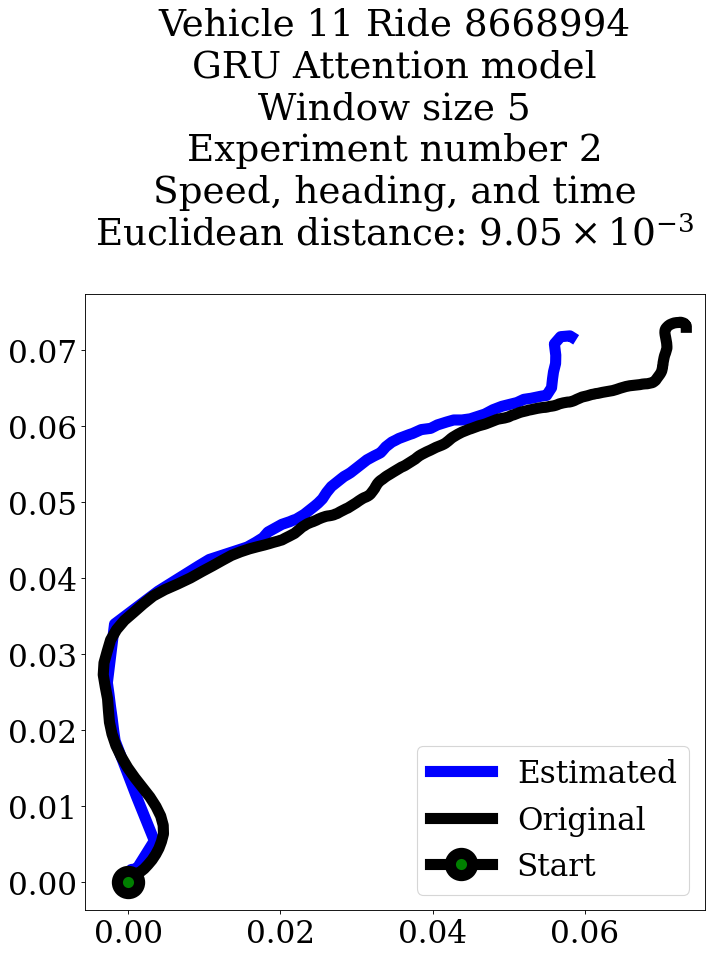 Vehicle 11 Ride 8668994
GRU Attention model
Window size 5
Experiment number 2
Speed, heading, and time
Euclidean distance: 9.05 × 10⁻³
0.07
0.06
0.05
0.04
0.03
0.02
0.01
0.00
Estimated
Original
Start
0.00 0.02 0.04 0.06